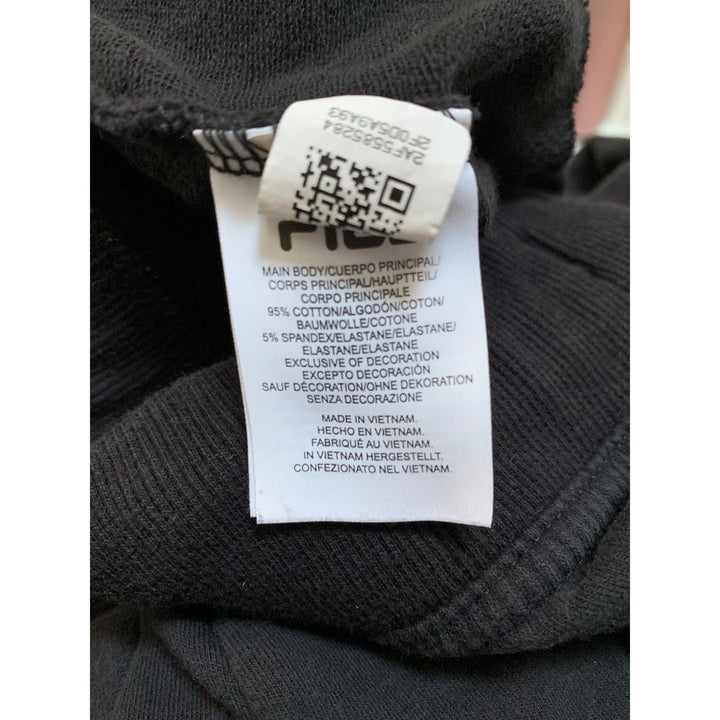 2AF5585284
2F0D5A9A93
MAIN BODY/CUERPO PRINCIPAL/
CORPS PRINCIPAL/HAUPTTEIL/
CORPO PRINCIPALE
95% COTTON/ALGODÓN/COTON/
BAUMWOLLE/COTONE
5% SPANDEX/ELASTANE/ELASTANE/
ELASTANE/ELASTANE
EXCLUSIVE OF DECORATION
EXCEPTO DECORACIÓN
SAUF DÉCORATION/OHNE DEKORATION
SENZA DECORAZIONE
MADE IN VIETNAM.
HECHO EN VIETNAM.
FABRIQUÉ AU VIETNAM.
IN VIETNAM HERGESTELLT.
CONFEZIONATO NEL VIETNAM.